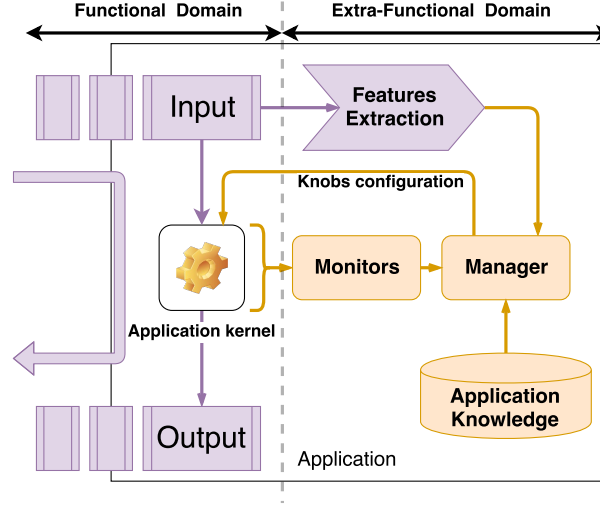 Functional Domain
Extra-Functional Domain
Input
Features
Extraction
Knobs configuration
Monitors
Manager
Application kernel
Application
Knowledge
Output
Application